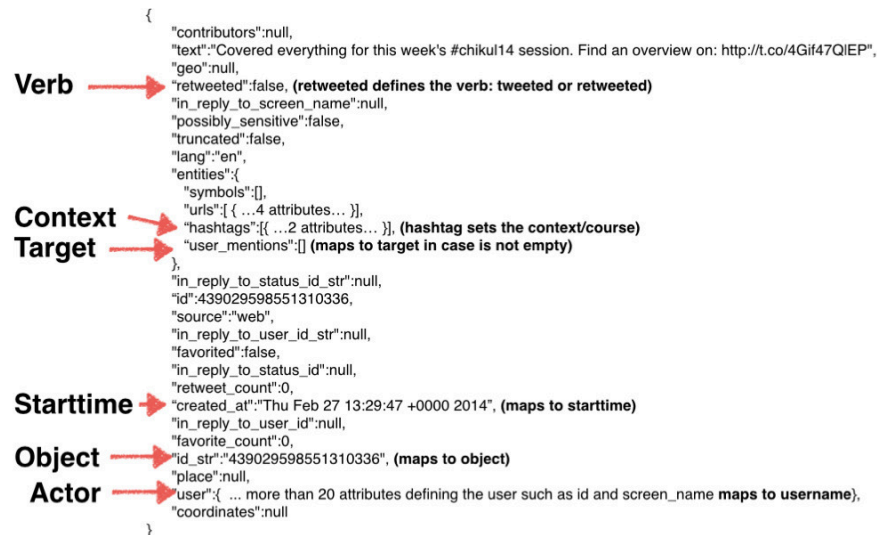 {
"contributors":null,
"text":"Covered everything for this week's #chikul14 session. Find an overview on: http://t.co/4Gif47QlEP",
"geo":null,
Verb “retweeted":false, (retweeted defines the verb: tweeted or retweeted)
"in_reply_to_screen_name":null,
"possibly_sensitive":false,
"truncated":false,
"lang":"en",
"entities":{
"symbols":[],
"urls":[ { …4 attributes… }],
Context “hashtags”:[{ …2 attributes… }], (hashtag sets the context/course)
Target “user_mentions":[] (maps to target in case is not empty)
},
"in_reply_to_status_id_str":null,
“id":439029598551310336,
"source":"web",
"in_reply_to_user_id_str":null,
"favorited":false,
"in_reply_to_status_id":null,
"retweet_count":0,
Starttime “created_at":"Thu Feb 27 13:29:47 +0000 2014”, (maps to starttime)
"in_reply_to_user_id":null,
"favorite_count":0,
Object "id_str":"439029598551310336", (maps to object)
"place":null,
Actor "user":{ ... more than 20 attributes defining the user such as id and screen_name maps to username},
"coordinates":null
}